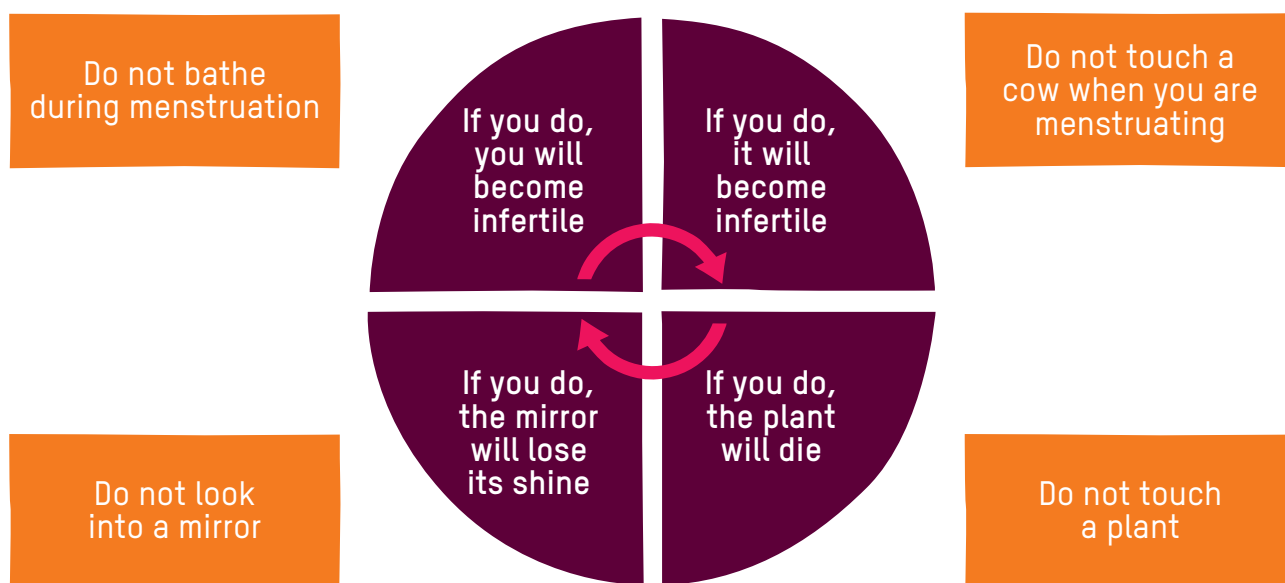 Do not bathe
during menstruation
If you do,
you will
become
infertile
If you do,
it will
become
infertile
Do not touch a
cow when you are
menstruating
Do not look
into a mirror
If you do,
the mirror
will lose
its shine
If you do,
the plant
will die
Do not touch
a plant